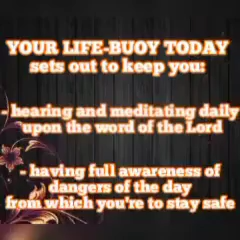 YOUR LIFE-BUOY TODAY
sets out to keep you:
- hearing and meditating daily
upon the word of the Lord
- having full awareness of
dangers of the day
from which you're to stay safe